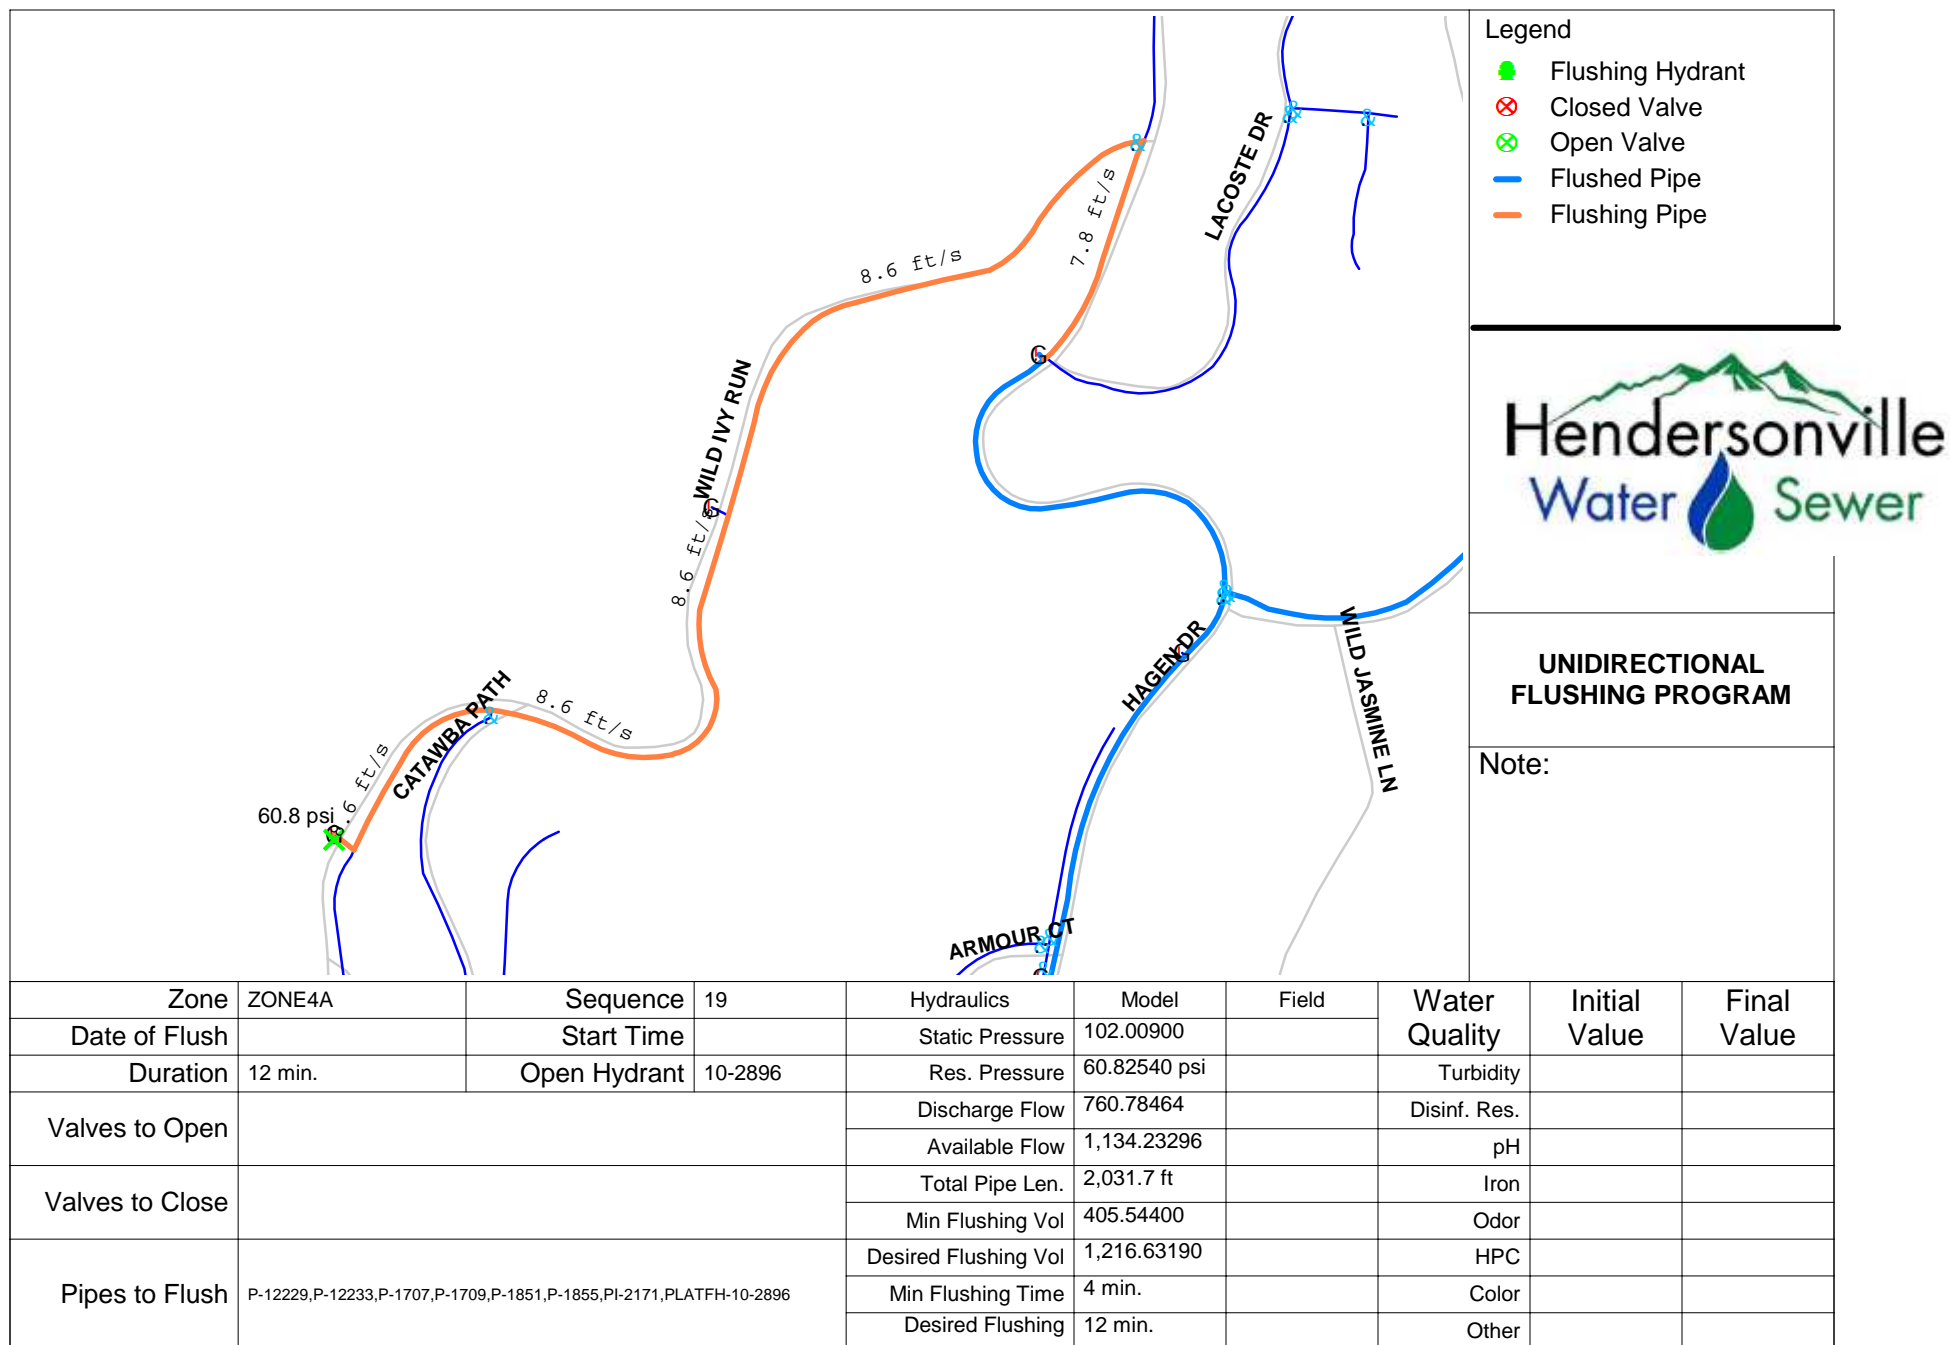 Legend
Flushing Hydrant
Closed Valve
Open Valve
Flushed Pipe
Flushing Pipe
Hendersonville
Water Sewer
UNIDIRECTIONAL
FLUSHING PROGRAM
Note:
LACOSTE DR
7.8 ft/s
8.6 ft/s
WILD IVY RUN
8.6 ft/s
HAGEN DR
WILD JASMINE LN
CATAWBA PATH
8.6 ft/s
8.6 ft/s
60.8 psi
ARMOUR CT
Zone ZONE4A Sequence 19 Hydraulics Model Field Water Quality Initial Value Final Value
Date of Flush Start Time Static Pressure 102.00900
Duration 12 min. Open Hydrant 10-2896 Res. Pressure 60.82540 psi Turbidity
Valves to Open Discharge Flow 760.78464 Disinf. Res.
Available Flow 1,134.23296 pH
Valves to Close Total Pipe Len. 2,031.7 ft Iron
Min Flushing Vol 405.54400 Odor
Desired Flushing Vol 1,216.63190 HPC
Pipes to Flush P-12229,P-12233,P-1707,P-1709,P-1851,P-1855,PI-2171,PLATFH-10-2896 Min Flushing Time 4 min. Color
Desired Flushing 12 min. Other